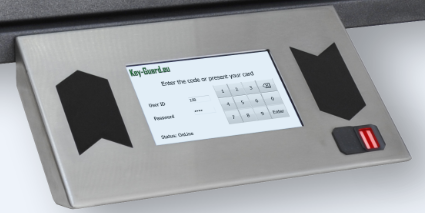 Key-Guard.eu
Enter the code or present your card
User ID
Password ****
1 2 3
4 5 6
7 8 9 Enter
Status: Online